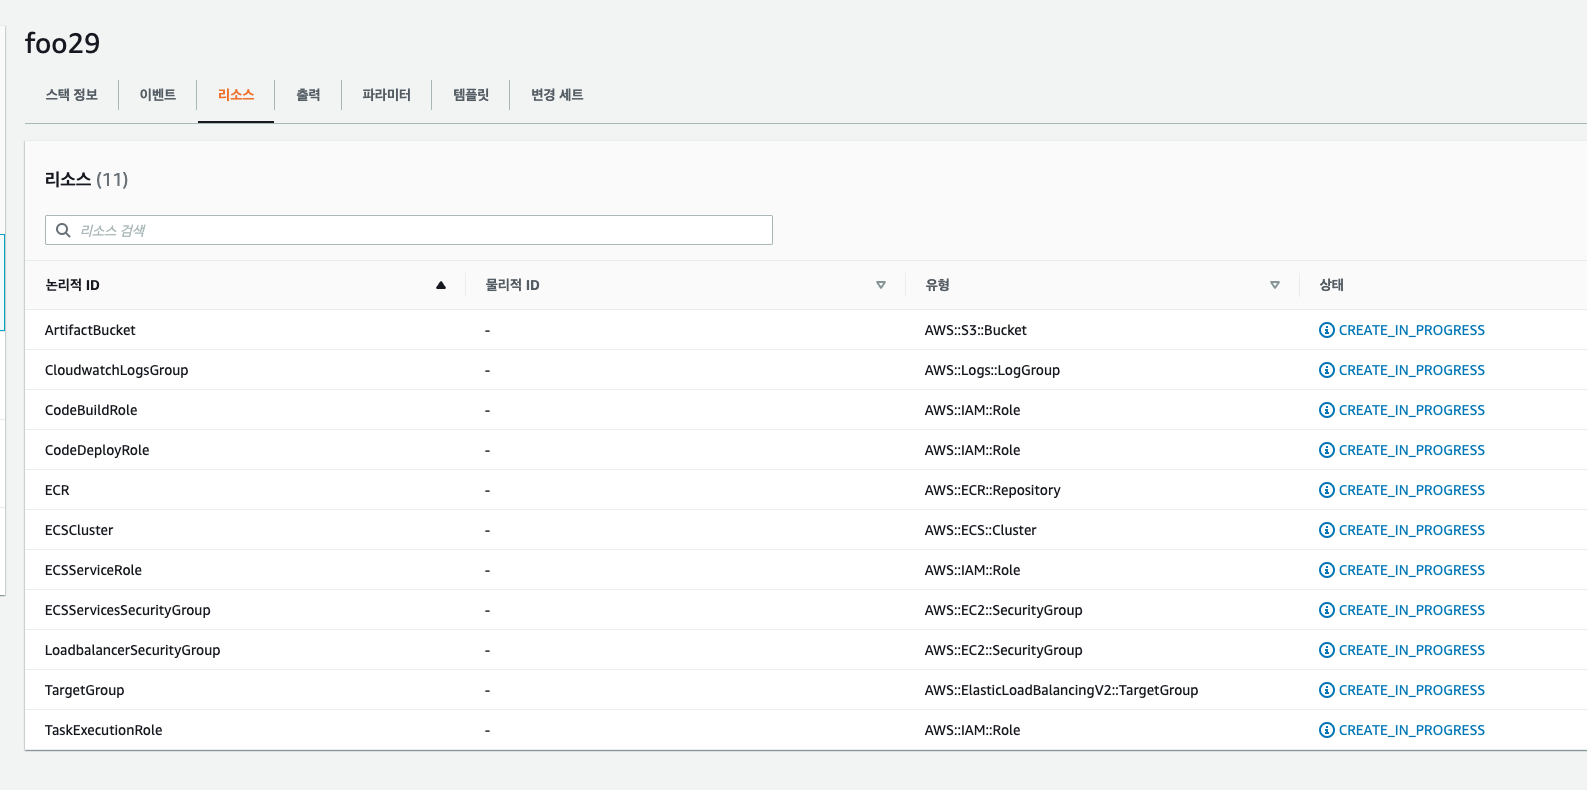 foo29
스택 정보 이벤트 리소스 출력 파라미터 템플릿 변경 세트
리소스 (11)
리소스 검색
논리적 ID 물리적 ID 유형 상태
ArtifactBucket - AWS::S3::Bucket CREATE_IN_PROGRESS
CloudwatchLogsGroup - AWS::Logs::LogGroup CREATE_IN_PROGRESS
CodeBuildRole - AWS::IAM::Role CREATE_IN_PROGRESS
CodeDeployRole - AWS::IAM::Role CREATE_IN_PROGRESS
ECR - AWS::ECR::Repository CREATE_IN_PROGRESS
ECSCluster - AWS::ECS::Cluster CREATE_IN_PROGRESS
ECSServiceRole - AWS::IAM::Role CREATE_IN_PROGRESS
ECSServicesSecurityGroup - AWS::EC2::SecurityGroup CREATE_IN_PROGRESS
LoadbalancerSecurityGroup - AWS::EC2::SecurityGroup CREATE_IN_PROGRESS
TargetGroup - AWS::ElasticLoadBalancingV2::TargetGroup CREATE_IN_PROGRESS
TaskExecutionRole - AWS::IAM::Role CREATE_IN_PROGRESS